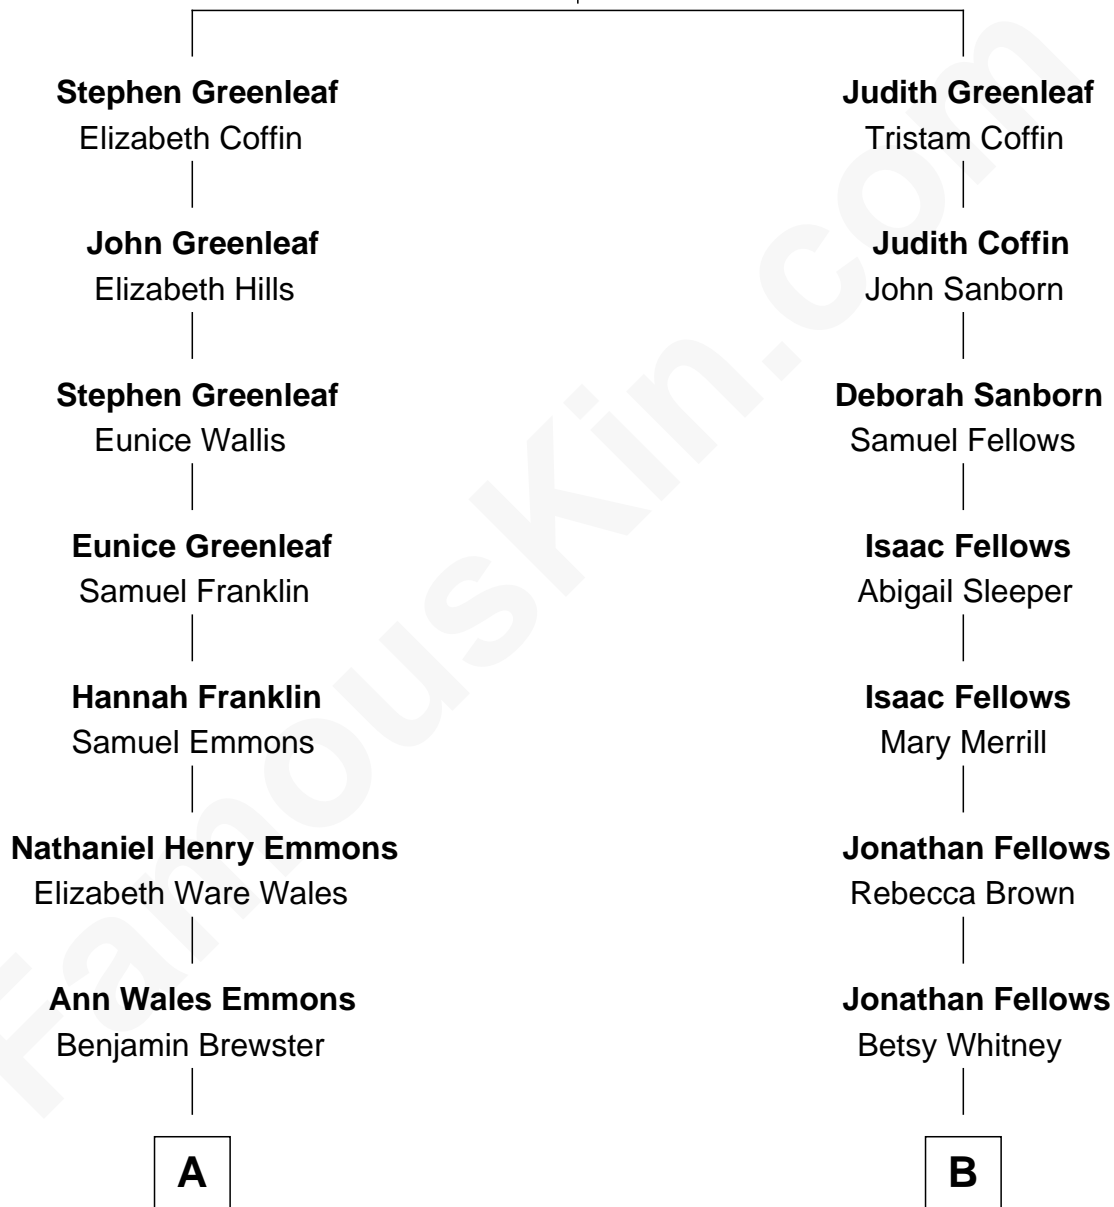 Stephen Greenleaf
Elizabeth Coffin
John Greenleaf
Elizabeth Hills
Stephen Greenleaf
Eunice Wallis
Eunice Greenleaf
Samuel Franklin
Hannah Franklin
Samuel Emmons
Nathaniel Henry Emmons
Elizabeth Ware Wales
Ann Wales Emmons
Benjamin Brewster
A
Judith Greenleaf
Tristam Coffin
Judith Coffin
John Sanborn
Deborah Sanborn
Samuel Fellows
Isaac Fellows
Abigail Sleeper
Isaac Fellows
Mary Merrill
Jonathan Fellows
Rebecca Brown
Jonathan Fellows
Betsy Whitney
B
FamousKin.com